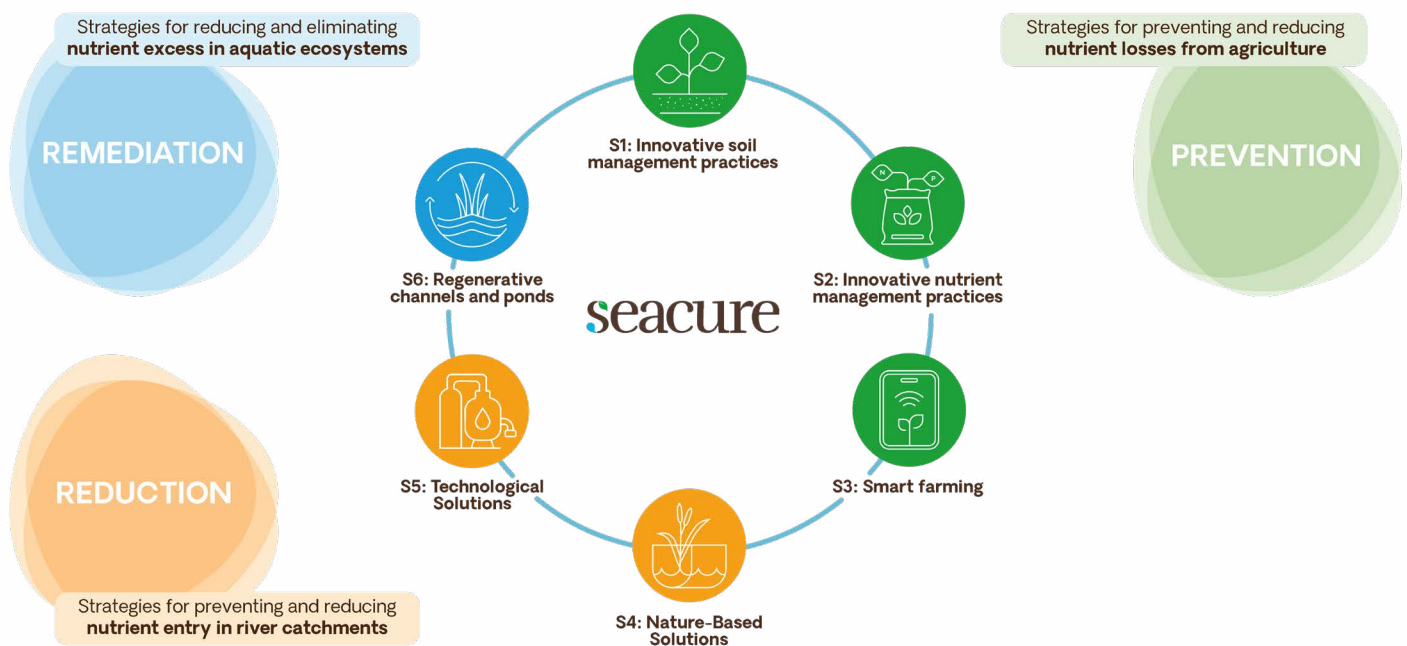 Strategies for reducing and eliminating
nutrient excess in aquatic ecosystems
REMEDIATION
Strategies for preventing and reducing
nutrient losses from agriculture
PREVENTION
S1: Innovative soil
management practices
N
P
S2: Innovative nutrient
management practices
S3: Smart farming
S4: Nature-Based
Solutions
S5: Technological
Solutions
S6: Regenerative
channels and ponds
seacure
REDUCTION
Strategies for preventing and reducing
nutrient entry in river catchments